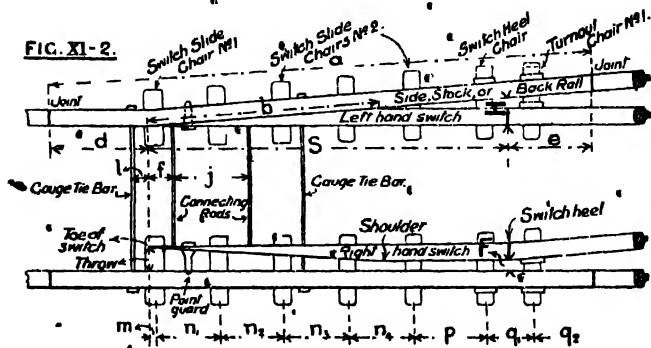 FIG. XI-2.
Switch Slide
Chair Nº1
Switch Slide
Chairs Nº2.
Switch Heel
Chair
Turnout
Chair Nº1.
a
Joint
Joint
b
Side, Stock, or Back Rail
Left hand switch
d
S
e
l
f
j
Gauge Tie Bar
Connecting
Rods
Gauge Tie Bar.
Toe of
switch
Throw
Shoulder
Switch heel
Right hand switch
Point
guard
m
n₁
n₂
n₃
n₄
p
q₁
q₂